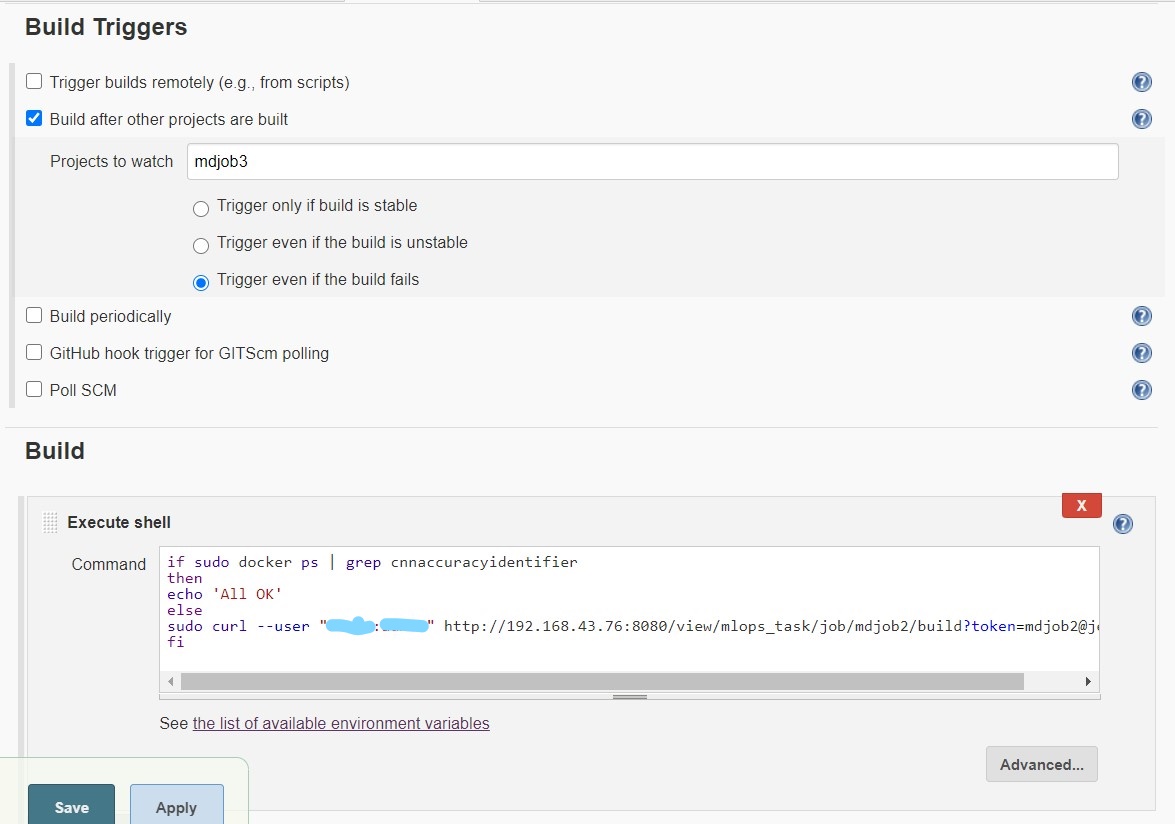 Build Triggers
Trigger builds remotely (e.g., from scripts)
Build after other projects are built
Projects to watch mdjob3
Trigger only if build is stable
Trigger even if the build is unstable
Trigger even if the build fails
Build periodically
GitHub hook trigger for GITScm polling
Poll SCM
Build
X
Execute shell
Command
if sudo docker ps | grep cnnaccuracyidentifier
then
echo 'All OK'
else
sudo curl --user " : " http://192.168.43.76:8080/view/mlops_task/job/mdjob2/build?token=mdjob2@j
fi
See the list of available environment variables
Advanced...
Save Apply